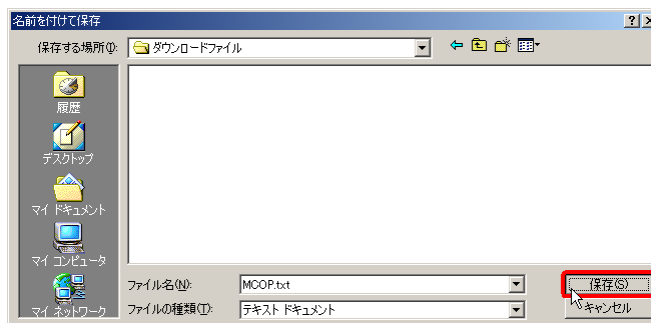 名前を付けて保存
保存する場所(I):
ダウンロードファイル
履歴
デスクトップ
マイ ドキュメント
マイ コンピュータ
マイ ネットワーク
ファイル名(N):
MCOP.txt
保存(S)
ファイルの種類(T):
テキスト ドキュメント
キャンセル